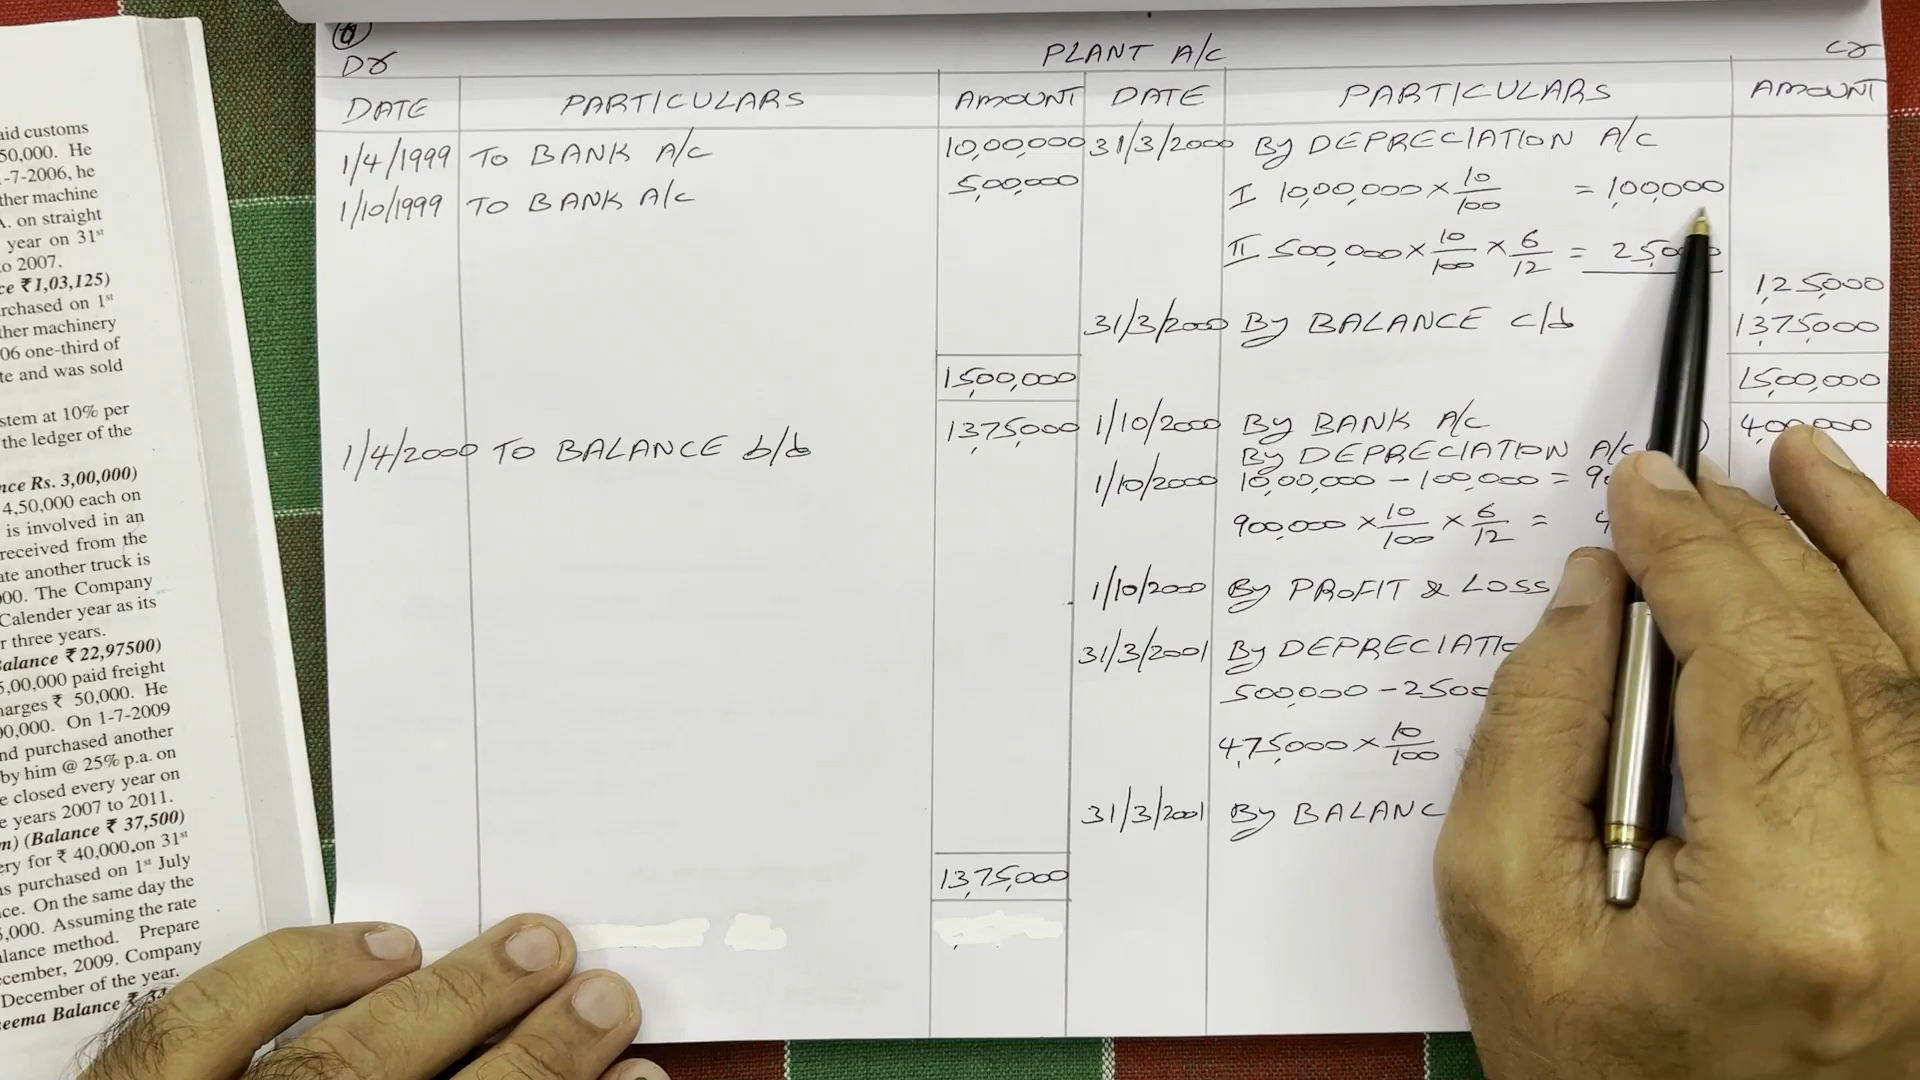 aid customs
50,000. He
-7-2006, he
ther machine
A. on straight
year on 31st
to 2007.
ce ₹1,03,125)
rchased on 1st
ther machinery
06 one-third of
te and was sold
stem at 10% per
the ledger of the
nce Rs. 3,00,000)
4,50,000 each on
is involved in an
received from the
ate another truck is
000. The Company
Calender year as its
r three years.
Balance ₹22,97500)
5,00,000 paid freight
harges ₹ 50,000. He
00,000. On 1-7-2009
nd purchased another
by him @ 25% p.a. on
e closed every year on
e years 2007 to 2011.
m) (Balance ₹ 37,500)
ery for ₹ 40,000.on 31st
as purchased on 1st July
ce. On the same day the
5,000. Assuming the rate
alance method. Prepare
ecember, 2009. Company
December of the year.
eema Balance ₹
PLANT A/c
Dr Cr
DATE PARTICULARS AMOUNT DATE PARTICULARS AMOUNT
1/4/1999 TO BANK A/C 10,00,000 31/3/2000 By DEPRECIATION A/C
1/10/1999 TO BANK A/C 5,00,000 I 10,00,000 × 10/100 = 1,00,000
II 500,000 × 10/100 × 6/12 = 25,00
1,25,000
31/3/2000 By BALANCE c/d 13,75,000
15,00,000 15,00,000
1/4/2000 TO BALANCE b/d 13,75,000 1/10/2000 By BANK A/C 4,00,000
1/10/2000 By DEPRECIATION A/C
10,00,000 - 100,000 = 90
900,000 × 10/100 × 6/12 = 4
1/10/2000 By PROFIT & LOSS
31/3/2001 By DEPRECIATIO
500,000 - 2500
4,75,000 × 10/100
31/3/2001 By BALANC
13,75,000